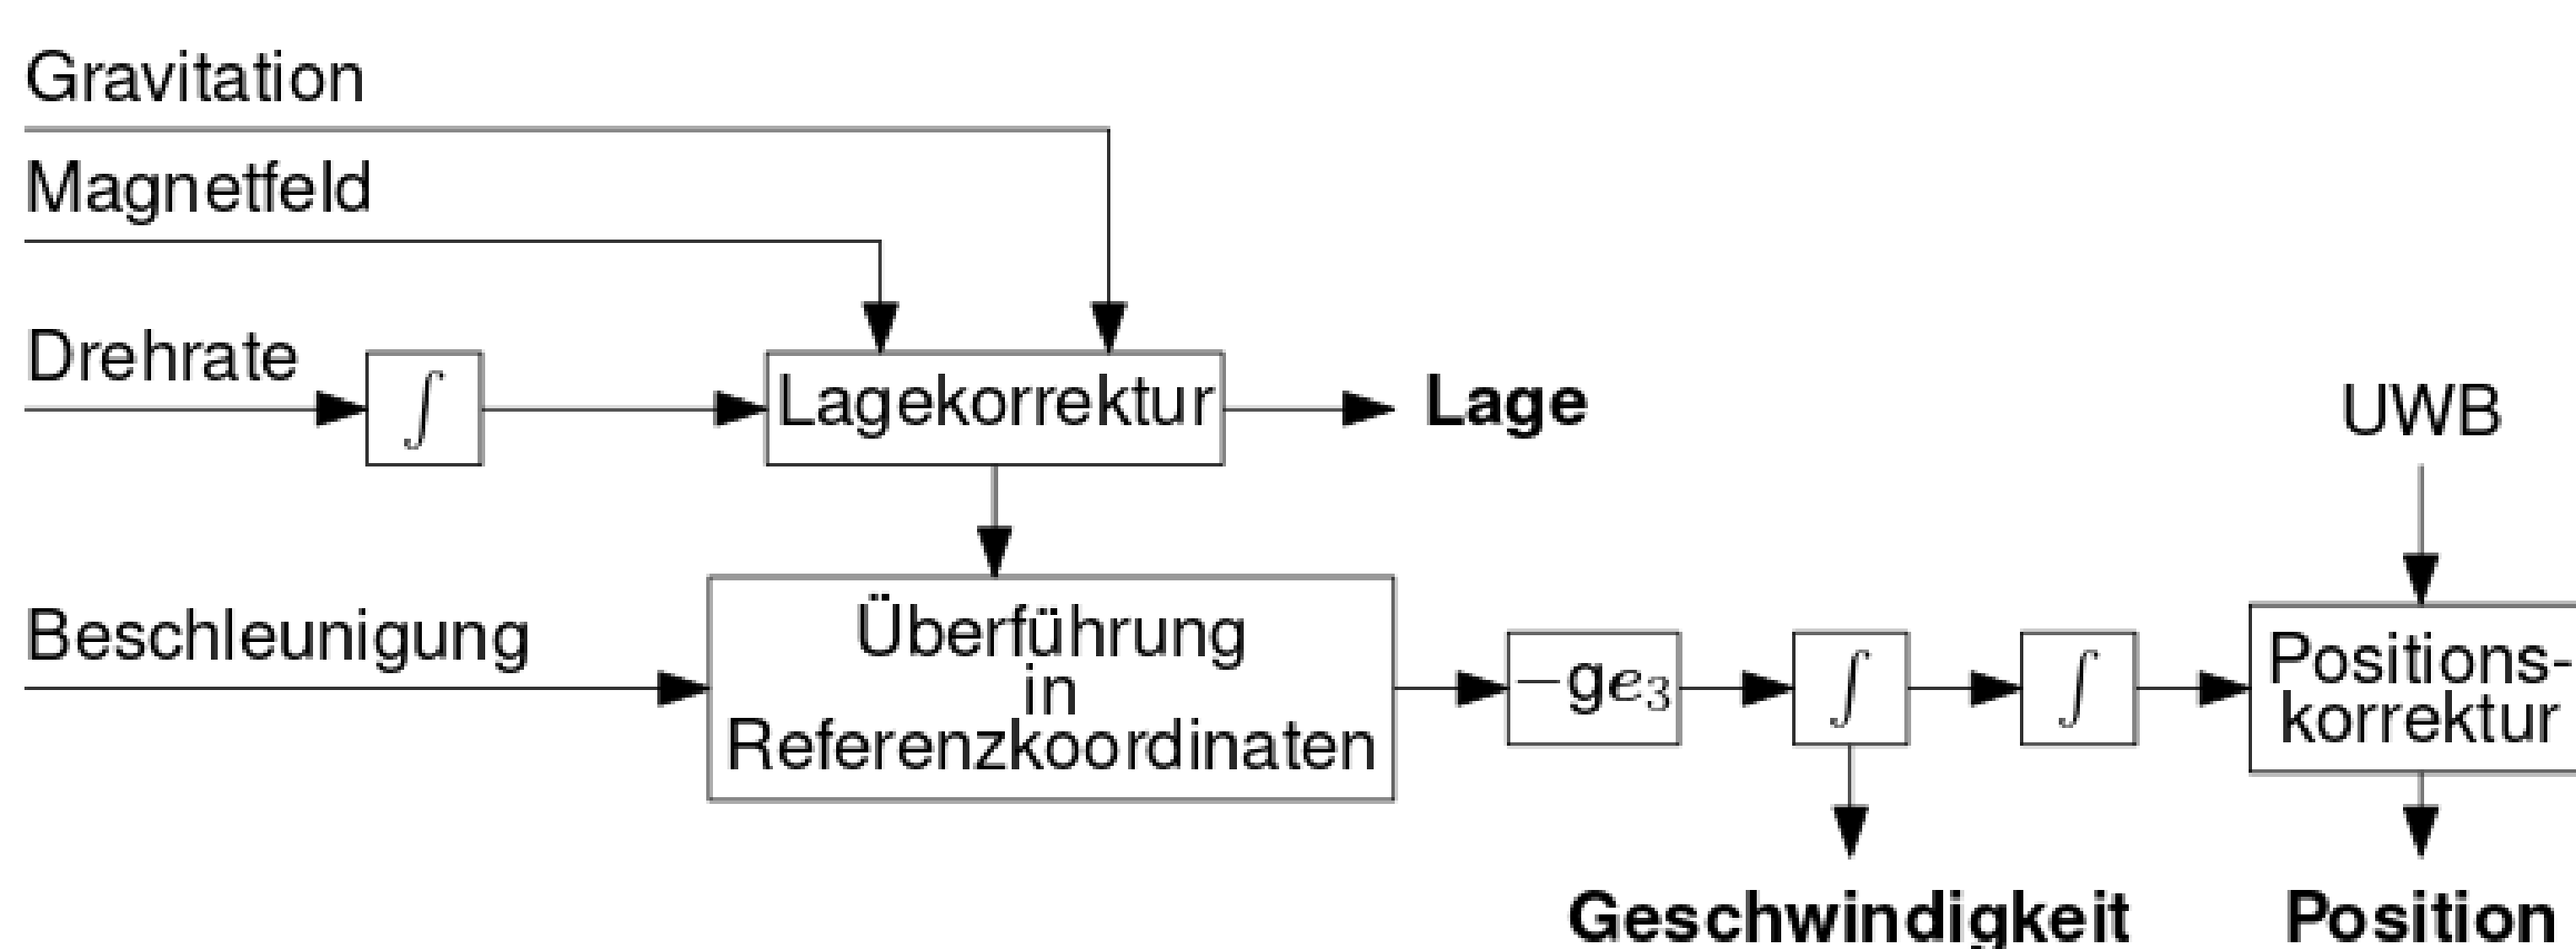 Gravitation
Magnetfeld
Drehrate
∫
Lagekorrektur
Lage
UWB
Beschleunigung
Überführung
in
Referenzkoordinaten
−ge₃
∫
∫
Positions-
korrektur
Geschwindigkeit
Position